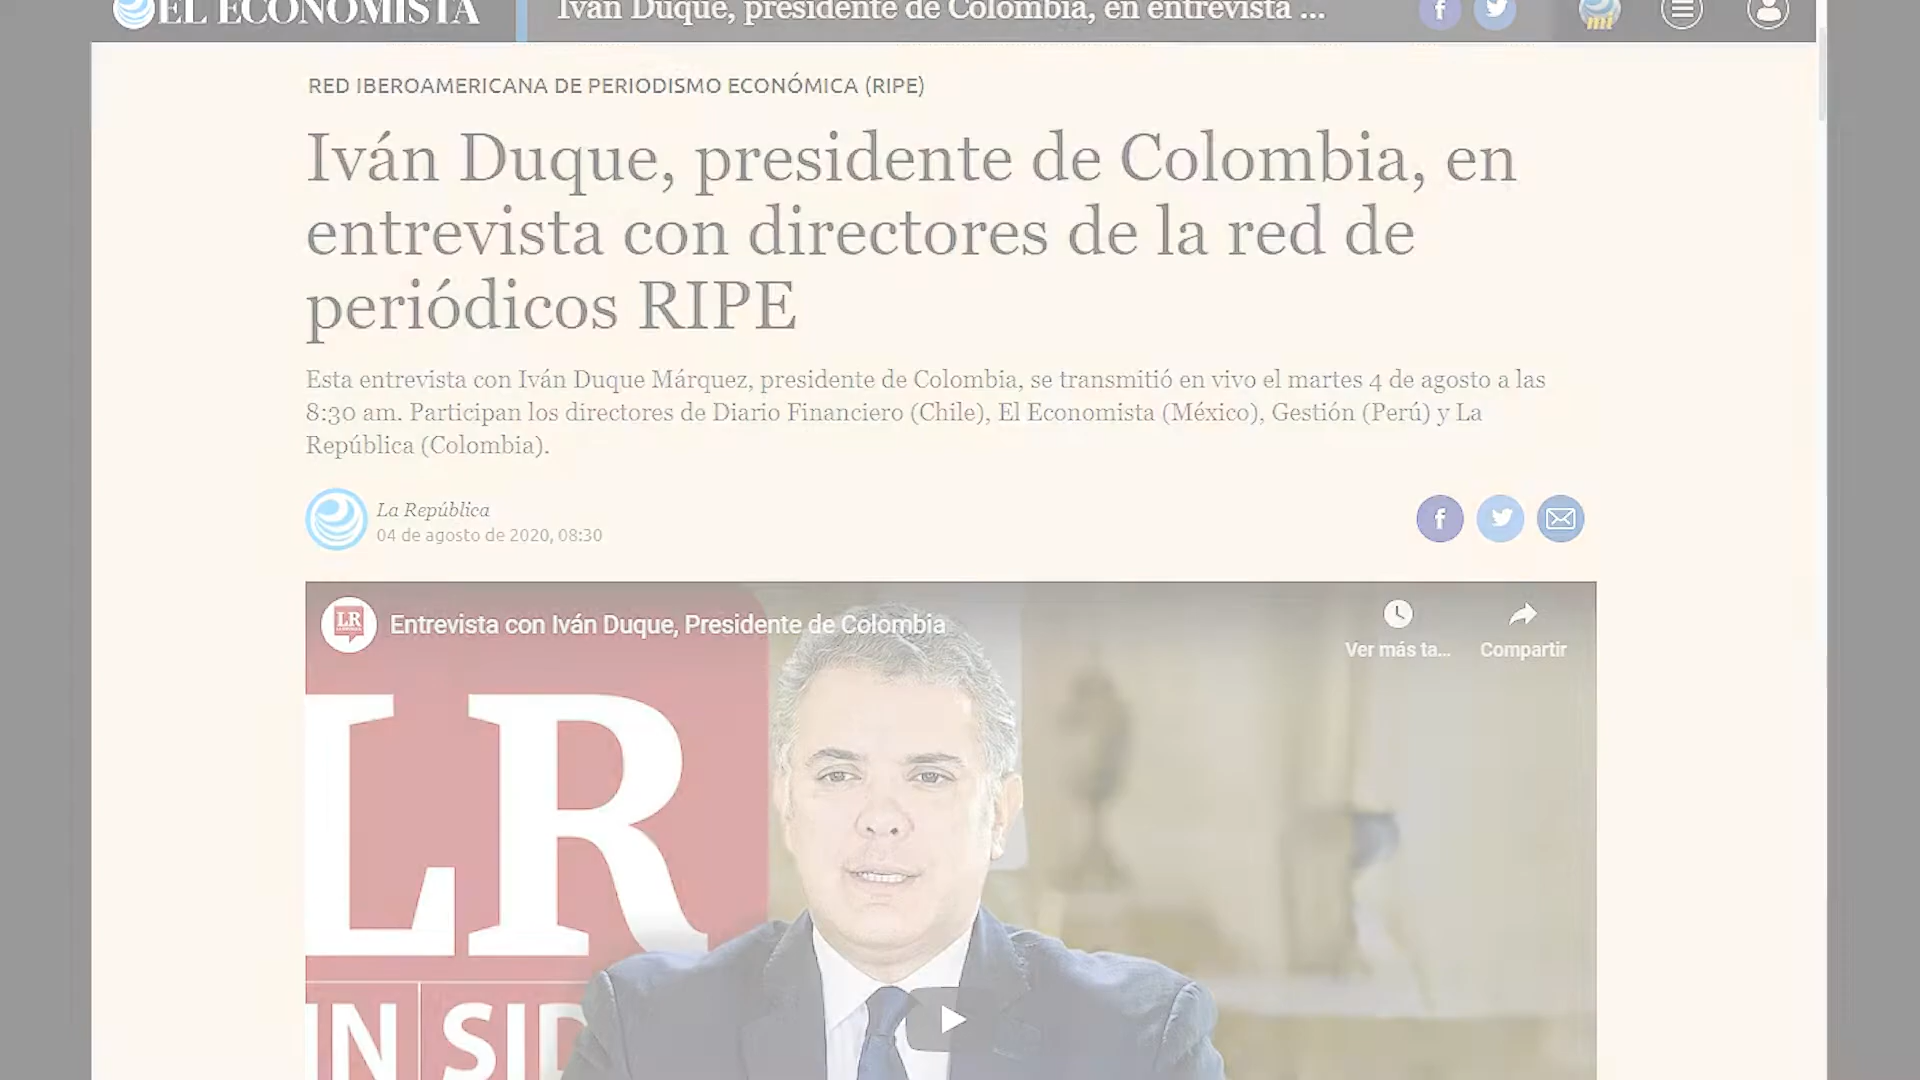 EL ECONOMISTA
Iván Duque, presidente de Colombia, en entrevista ...
mi
RED IBEROAMERICANA DE PERIODISMO ECONÓMICA (RIPE)
Iván Duque, presidente de Colombia, en
entrevista con directores de la red de
periódicos RIPE
Esta entrevista con Iván Duque Márquez, presidente de Colombia, se transmitió en vivo el martes 4 de agosto a las
8:30 am. Participan los directores de Diario Financiero (Chile), El Economista (México), Gestión (Perú) y La
República (Colombia).
La República
04 de agosto de 2020, 08:30
LR
Entrevista con Iván Duque, Presidente de Colombia
Ver más ta...
Compartir
LR
IN SID